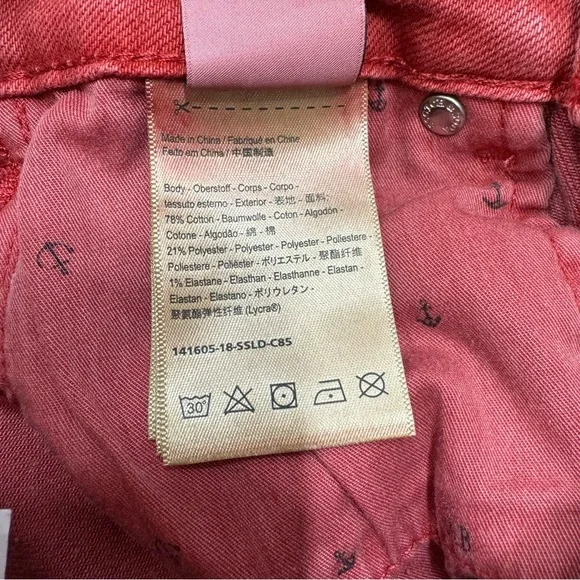 Made in China / Fabriqué en Chine
Feito em China / 中国制造
Body - Oberstoff - Corps - Corpo -
tessuto esterno - Exterior - 表地 - 面料:
78% Cotton - Baumwolle - Coton - Algodón -
Cotone - Algodão - 綿 - 棉
21% Polyester - Polyester - Polyester - Poliestere -
Poliestere - Poliéster - ポリエステル - 聚酯纤维
1% Elastane - Elasthan - Elasthanne - Elastán -
Elastan - Elastano - ポリウレタン -
聚氨酯弹性纤维 (Lycra®)
141605-18-SSLD-C85
30°